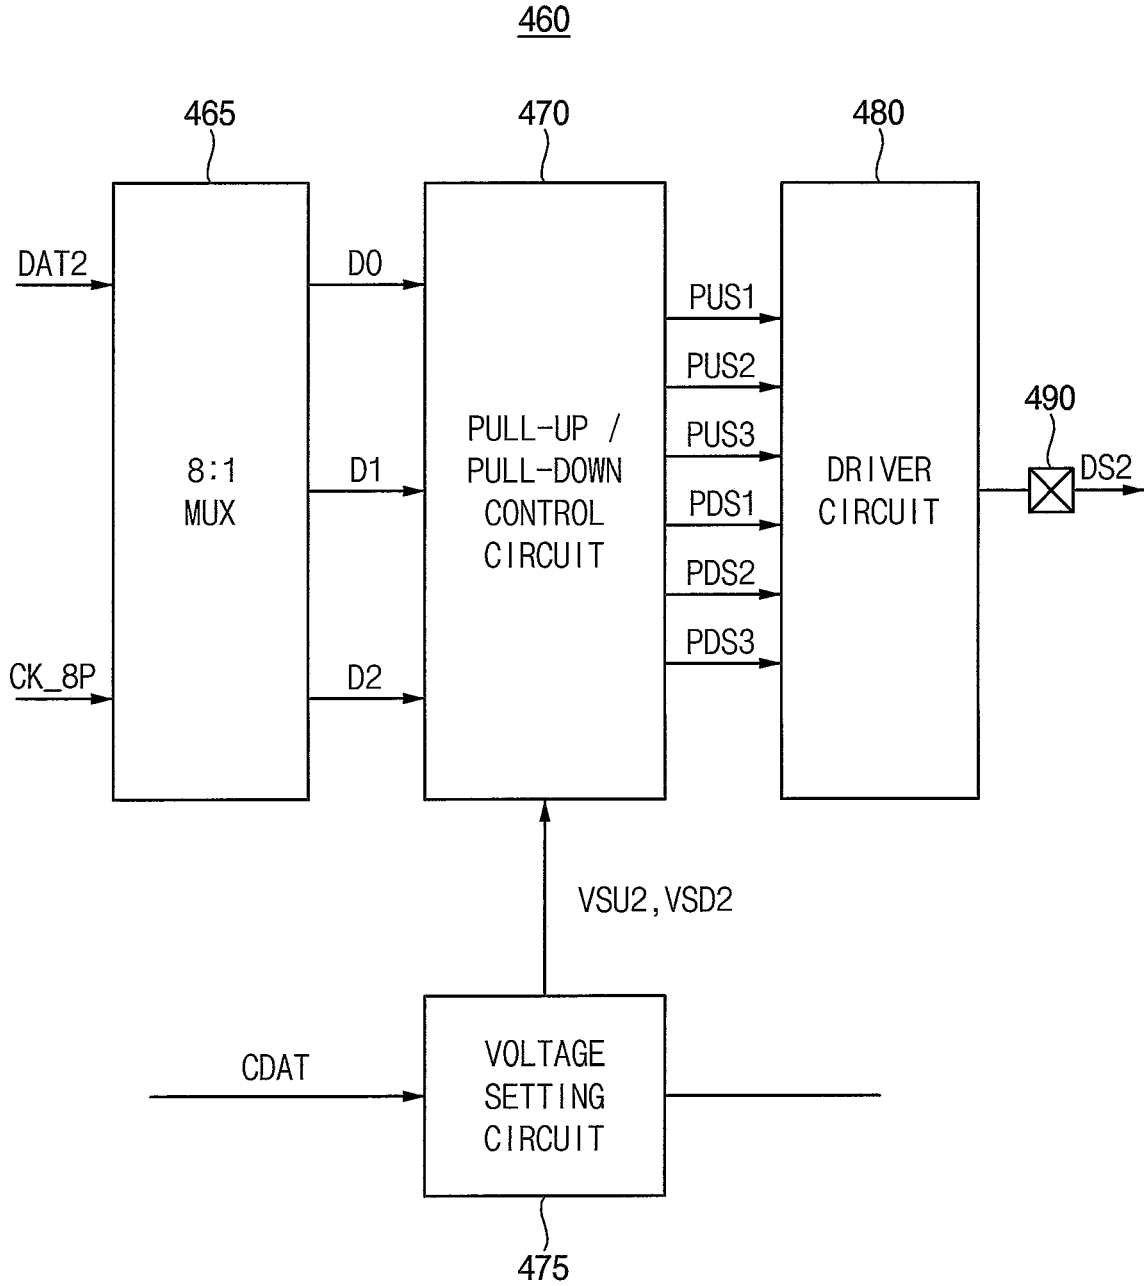 460
465
470
480
DAT2
D0
PUS1
PUS2
490
PUS3
PULL-UP /
PULL-DOWN
CONTROL
CIRCUIT
8:1
MUX
D1
DRIVER
CIRCUIT
DS2
PDS1
PDS2
PDS3
CK_8P
D2
VSU2,VSD2
CDAT
VOLTAGE
SETTING
CIRCUIT
475